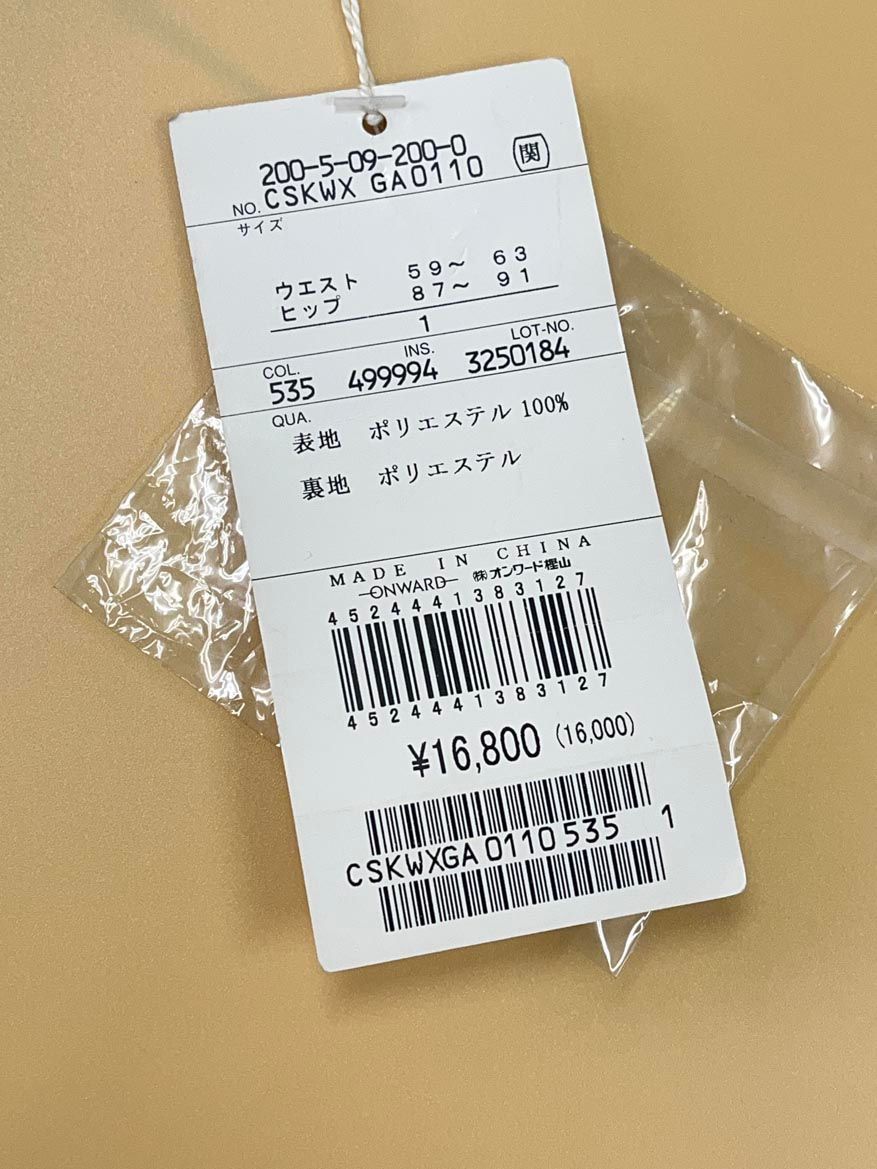 200-5-09-200-0
NO. CSKWX GA0110 関
サイズ
ウエスト 59～ 63
ヒップ 87～ 91
1
COL. INS. LOT-NO.
535 499994 3250184
QUA.
表地 ポリエステル100%
裏地 ポリエステル
MADE IN CHINA
ONWARD ㈱オンワード樫山
4524441383127
4524441383127
¥16,800 (16,000)
CSKWXGA0110535 1